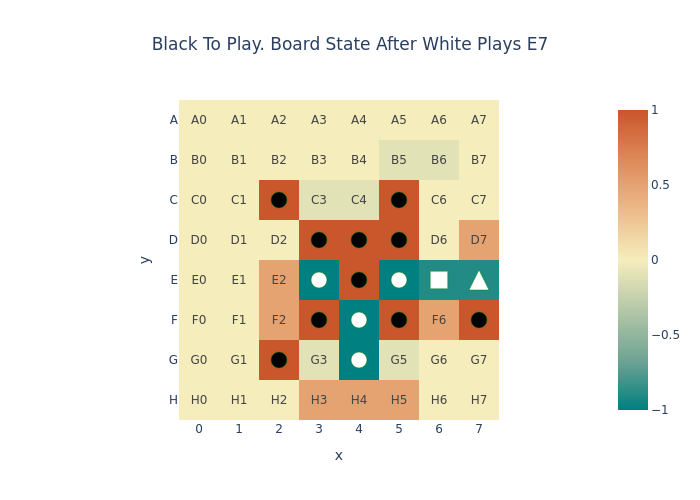 Black To Play. Board State After White Plays E7
A A0 A1 A2 A3 A4 A5 A6 A7
B B0 B1 B2 B3 B4 B5 B6 B7
C C0 C1 C3 C4 C6 C7
D D0 D1 D2 D6 D7
E E0 E1 E2
F F0 F1 F2 F6
G G0 G1 G3 G5 G6 G7
H H0 H1 H2 H3 H4 H5 H6 H7
0 1 2 3 4 5 6 7
x
y
1
0.5
0
−0.5
−1